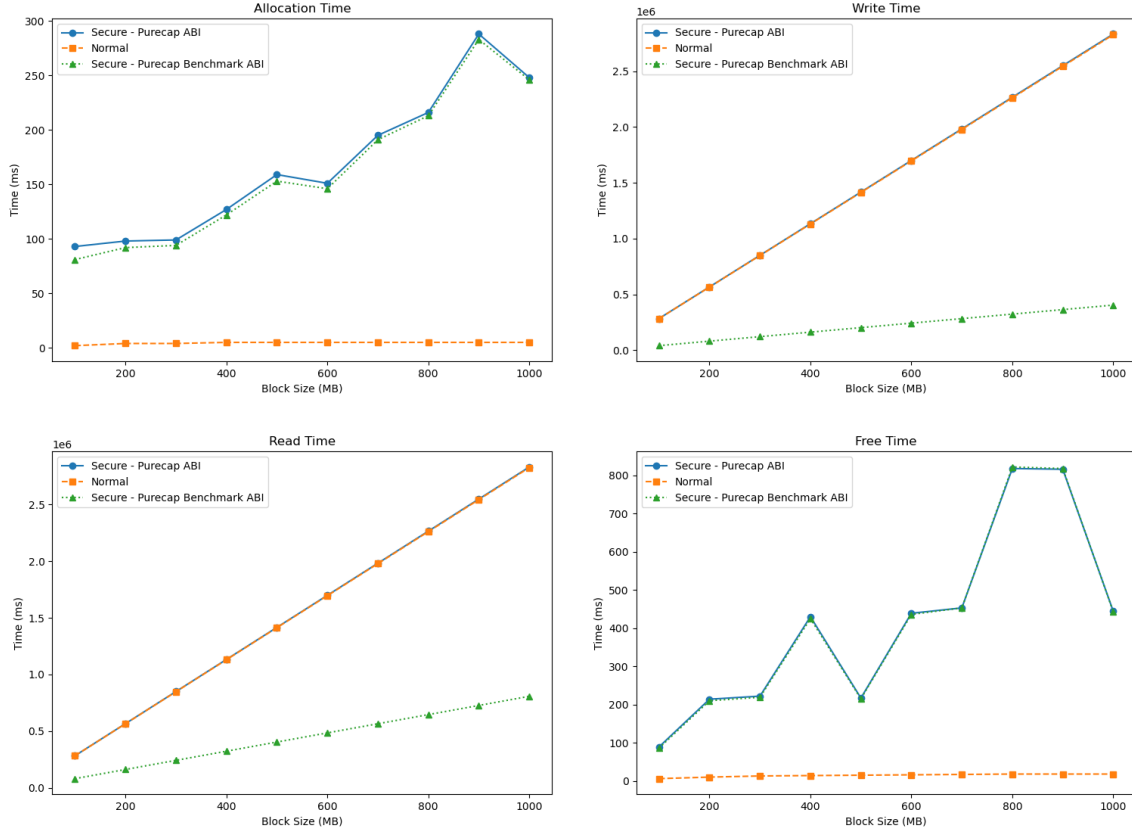 Allocation Time
Secure - Purecap ABI
Normal
Secure - Purecap Benchmark ABI
300
250
200
150
100
50
0
Time (ms)
200 400 600 800 1000
Block Size (MB)
Write Time
1e6
Secure - Purecap ABI
Normal
Secure - Purecap Benchmark ABI
2.5
2.0
1.5
1.0
0.5
0.0
Time (ms)
200 400 600 800 1000
Block Size (MB)
Read Time
1e6
Secure - Purecap ABI
Normal
Secure - Purecap Benchmark ABI
2.5
2.0
1.5
1.0
0.5
0.0
Time (ms)
200 400 600 800 1000
Block Size (MB)
Free Time
Secure - Purecap ABI
Normal
Secure - Purecap Benchmark ABI
800
700
600
500
400
300
200
100
0
Time (ms)
200 400 600 800 1000
Block Size (MB)